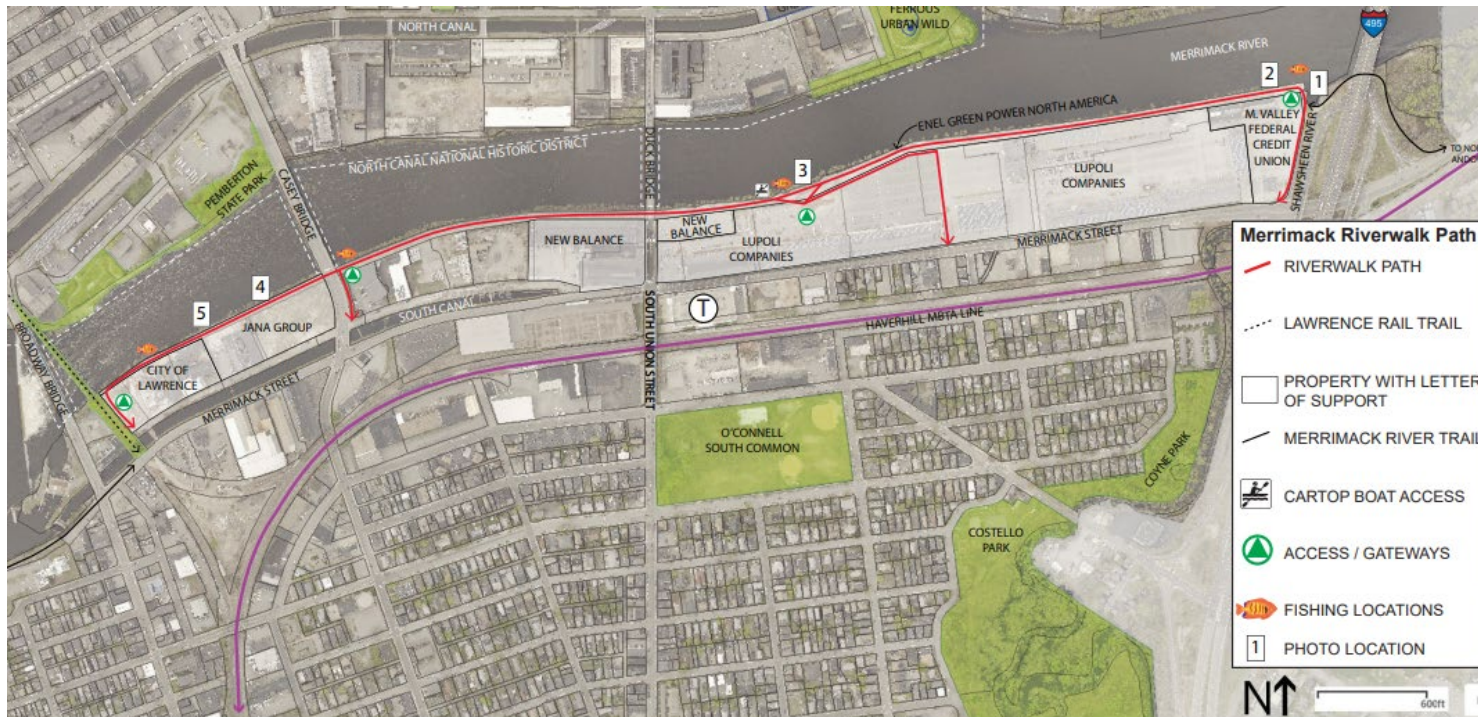 FERROUS
URBAN WILD
495
NORTH CANAL
MERRIMACK RIVER
2
1
ENEL GREEN POWER NORTH AMERICA
M. VALLEY
FEDERAL
CREDIT
UNION
DUCK BRIDGE
NORTH CANAL NATIONAL HISTORIC DISTRICT
TO NO
ANDO
3
LUPOLI
COMPANIES
SHAWSHEEN RIVER
PEMBERTON
STATE PARK
CASEY BRIDGE
NEW
BALANCE
NEW BALANCE
LUPOLI
COMPANIES
MERRIMACK STREET
4
5
JANA GROUP
SOUTH CANAL
T
HAVERHILL MBTA LINE
SOUTH UNION STREET
BROADWAY BRIDGE
CITY OF
LAWRENCE
MERRIMACK STREET
O'CONNELL
SOUTH COMMON
COYNE PARK
COSTELLO
PARK
Merrimack Riverwalk Path
RIVERWALK PATH
LAWRENCE RAIL TRAIL
PROPERTY WITH LETTER
OF SUPPORT
MERRIMACK RIVER TRAIL
CARTOP BOAT ACCESS
ACCESS / GATEWAYS
FISHING LOCATIONS
1
PHOTO LOCATION
N
600ft